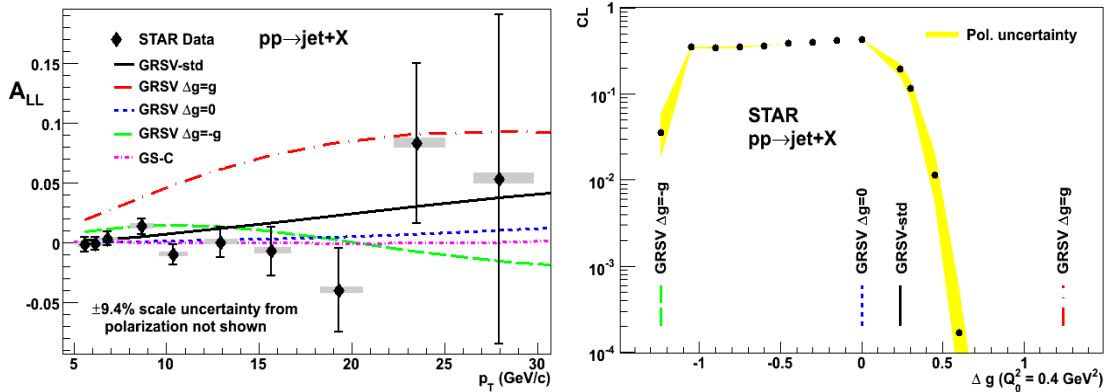 pp→jet+X
STAR Data
GRSV-std
GRSV Δg=g
GRSV Δg=0
GRSV Δg=-g
GS-C
A_LL
0.15
0.1
0.05
0
-0.05
±9.4% scale uncertainty from
polarization not shown
5 10 15 20 25 30
p_T (GeV/c)
CL
1
10^-1
10^-2
10^-3
10^-4
Pol. uncertainty
STAR
pp→jet+X
GRSV Δg=-g
GRSV Δg=0
GRSV-std
GRSV Δg=g
-1 -0.5 0 0.5 1
Δ g (Q_0^2 = 0.4 GeV^2)